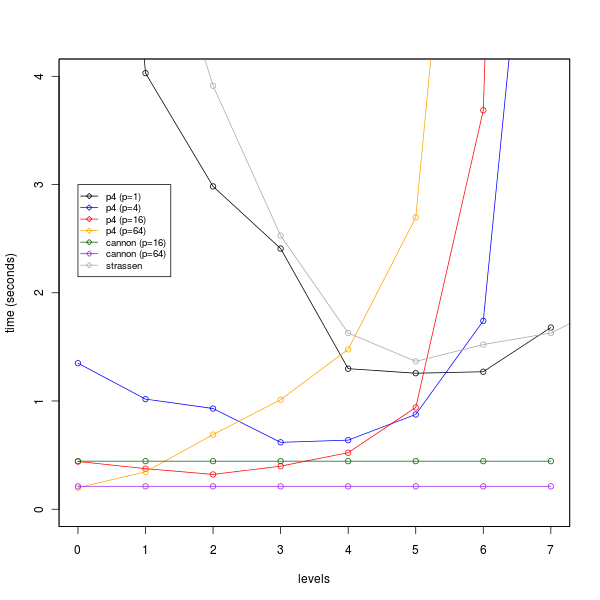 4
3
2
1
0
time (seconds)
p4 (p=1)
p4 (p=4)
p4 (p=16)
p4 (p=64)
cannon (p=16)
cannon (p=64)
strassen
0 1 2 3 4 5 6 7
levels